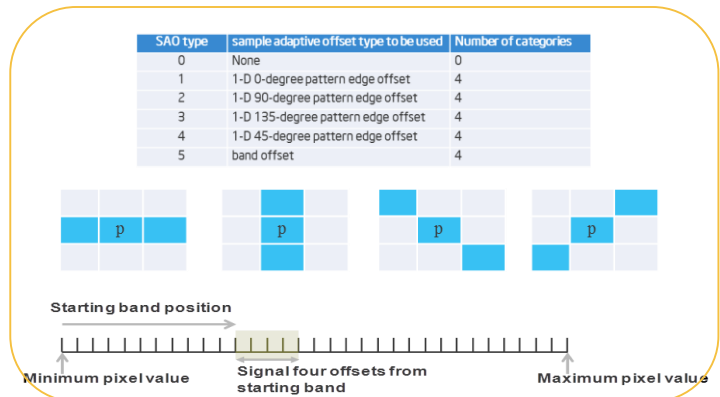 SAO type sample adaptive offset type to be used Number of categories
0 None 0
1 1-D 0-degree pattern edge offset 4
2 1-D 90-degree pattern edge offset 4
3 1-D 135-degree pattern edge offset 4
4 1-D 45-degree pattern edge offset 4
5 band offset 4
p p p p
Starting band position
Minimum pixel value Signal four offsets from Maximum pixel value
starting band